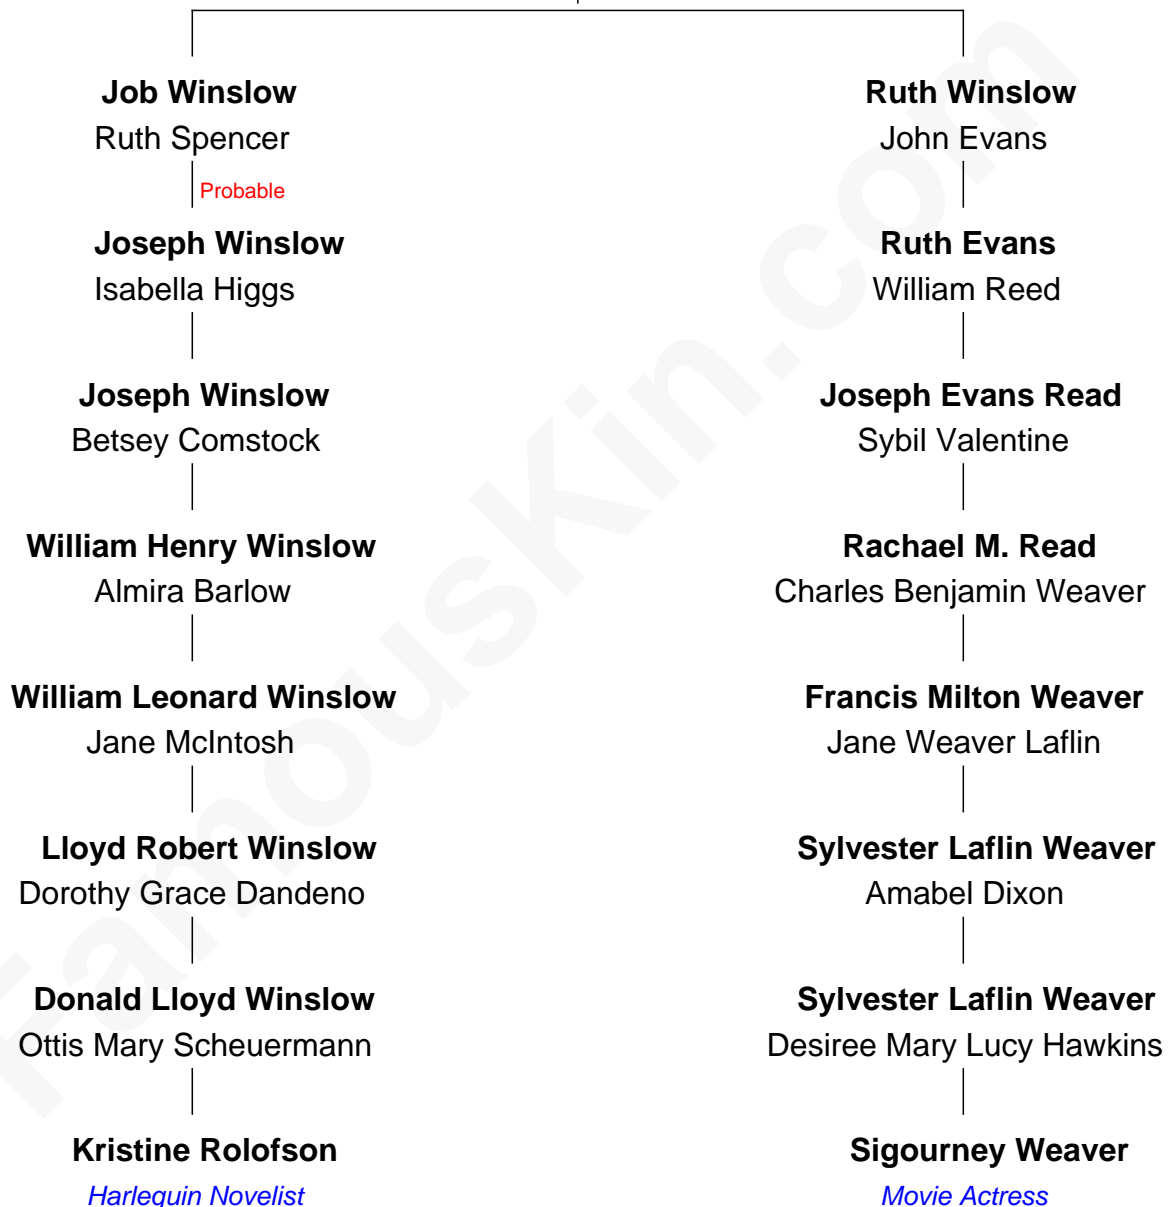 Job Winslow
Ruth Spencer
Probable
Joseph Winslow
Isabella Higgs
Joseph Winslow
Betsey Comstock
William Henry Winslow
Almira Barlow
William Leonard Winslow
Jane McIntosh
Lloyd Robert Winslow
Dorothy Grace Dandeno
Donald Lloyd Winslow
Ottis Mary Scheuermann
Kristine Rolofson
Harlequin Novelist
Ruth Winslow
John Evans
Ruth Evans
William Reed
Joseph Evans Read
Sybil Valentine
Rachael M. Read
Charles Benjamin Weaver
Francis Milton Weaver
Jane Weaver Laflin
Sylvester Laflin Weaver
Amabel Dixon
Sylvester Laflin Weaver
Desiree Mary Lucy Hawkins
Sigourney Weaver
Movie Actress
FamousKin.com